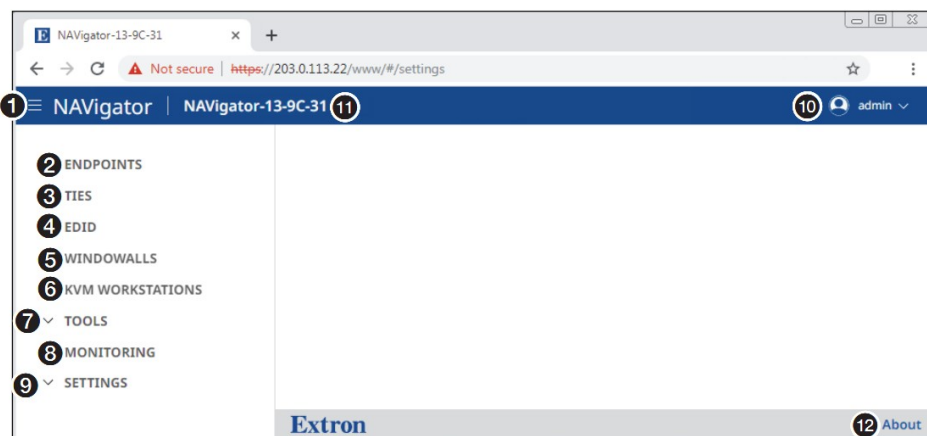 NAVigator-13-9C-31
Not secure | https://203.0.113.22/www/#/settings
1 NAVigator | NAVigator-13-9C-31 11 10 admin
2 ENDPOINTS
3 TIES
4 EDID
5 WINDOWALLS
6 KVM WORKSTATIONS
7 TOOLS
8 MONITORING
9 SETTINGS
Extron 12 About